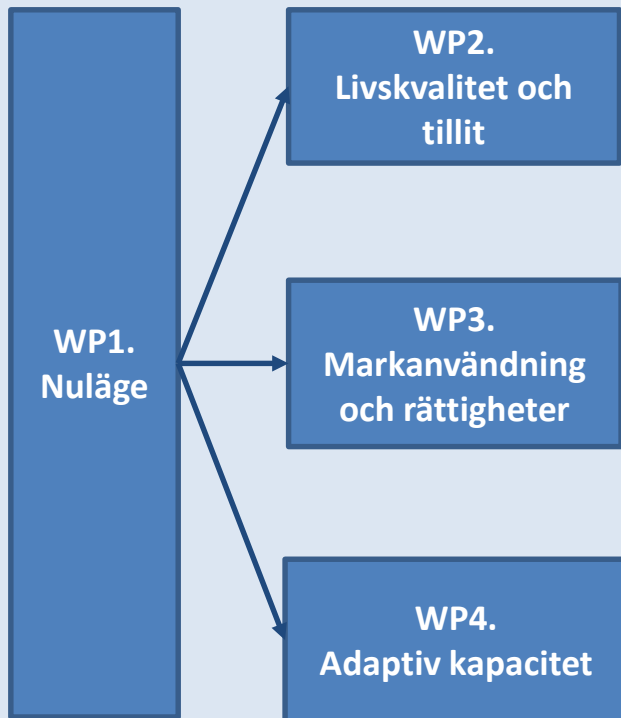 WP1.
Nuläge
WP2.
Livskvalitet och
tillit
WP3.
Markanvändning
och rättigheter
WP4.
Adaptiv kapacitet